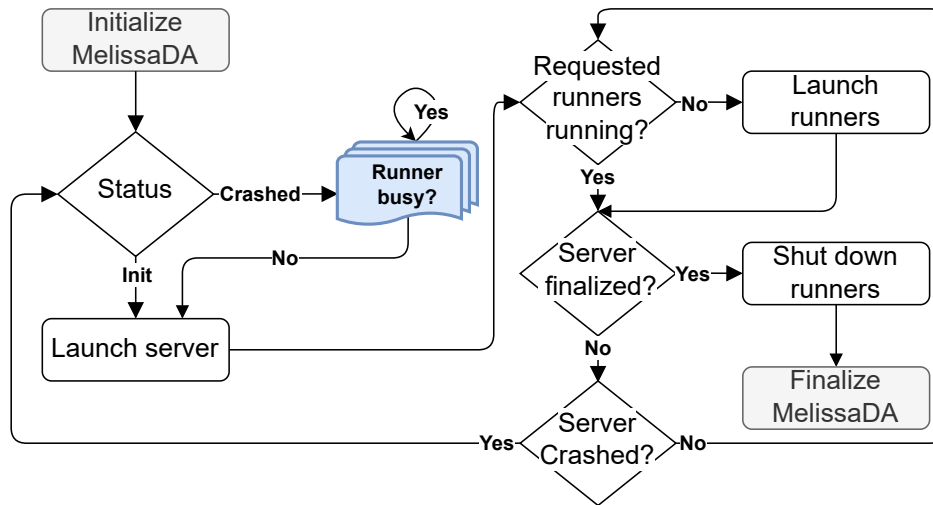 Initialize
MelissaDA
Status
Crashed
Yes
Runner
busy?
No
Init
Launch server
Requested
runners
running?
No
Launch
runners
Yes
Server
finalized?
Yes
Shut down
runners
No
Finalize
MelissaDA
Server
Crashed?
Yes
No